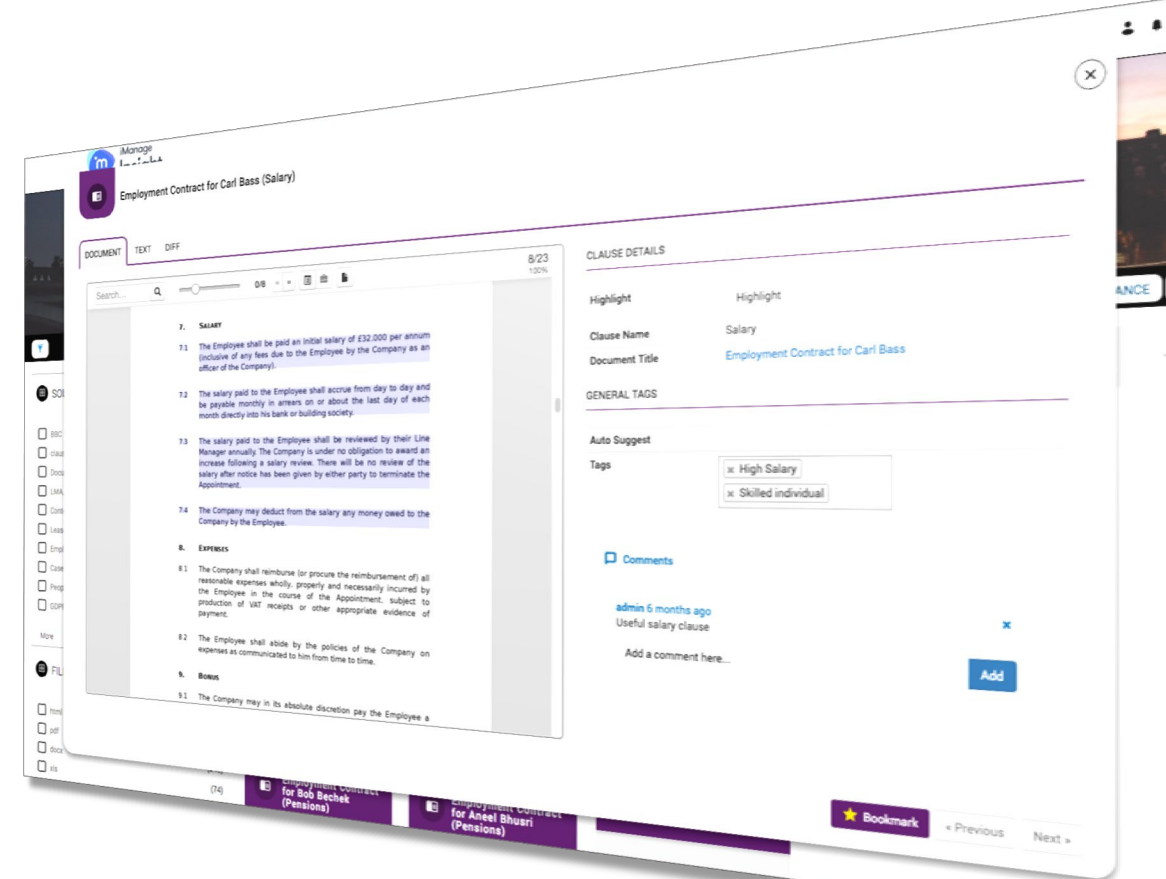 iManage
Employment Contract for Carl Bass (Salary)
DOCUMENT TEXT DIFF
Search...
0/8
8/23
100%
7. SALARY
7.1 The Employee shall be paid an initial salary of £32,000 per annum
(inclusive of any fees due to the Employee by the Company as an
officer of the Company).
7.2 The salary paid to the Employee shall accrue from day to day and
be payable monthly in arrears on or about the last day of each
month directly into his bank or building society.
7.3 The salary paid to the Employee shall be reviewed by their Line
Manager annually. The Company is under no obligation to award an
increase following a salary review. There will be no review of the
salary after notice has been given by either party to terminate the
Appointment.
7.4 The Company may deduct from the salary any money owed to the
Company by the Employee.
8. EXPENSES
8.1 The Company shall reimburse (or procure the reimbursement of) all
reasonable expenses wholly, properly and necessarily incurred by
the Employee in the course of the Appointment, subject to
production of VAT receipts or other appropriate evidence of
payment.
8.2 The Employee shall abide by the policies of the Company on
expenses as communicated to him from time to time.
9. BONUS
9.1 The Company may in its absolute discretion pay the Employee a
CLAUSE DETAILS
Highlight Highlight
Clause Name Salary
Document Title Employment Contract for Carl Bass
GENERAL TAGS
Auto Suggest
Tags
× High Salary
× Skilled individual
Comments
admin 6 months ago
Useful salary clause
Add a comment here...
Add
Bookmark
« Previous
Next »
BBC
LMA
Case
GDPR
More
html
pdf
xls
(74)
Employment Contract
for Bob Bechek
(Pensions)
Employment Contract
for Aneel Bhusri
(Pensions)